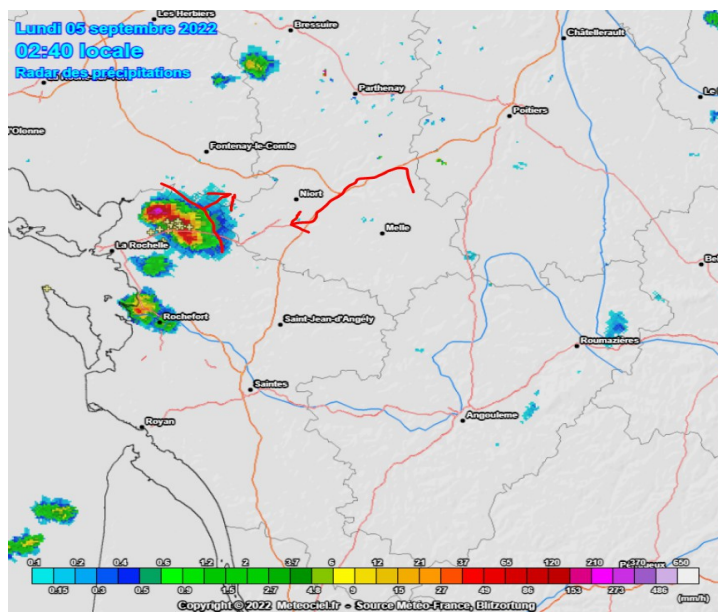 Les Herbiers
Lundi 05 septembre 2022
Bressuire
02:40 locale
Châtellerault
Radar des précipitations
Parthenay
Le
Poitiers
d'Olonne
Fontenay-le-Comte
Niort
Melle
La Rochelle
Bel
Rochefort
Saint-Jean-d'Angély
Roumazières
Saintes
Angouleme
Royan
0.1 0.2 0.4 0.6 1.2 2 3.7 6 12 21 37 65 120 210 370 650
0.15 0.3 0.5 0.9 1.5 2.7 4.8 9 15 27 49 86 153 273 486 (mm/h)
Copyright © 2022 Meteociel.fr - Source Météo-France, Blitzortung